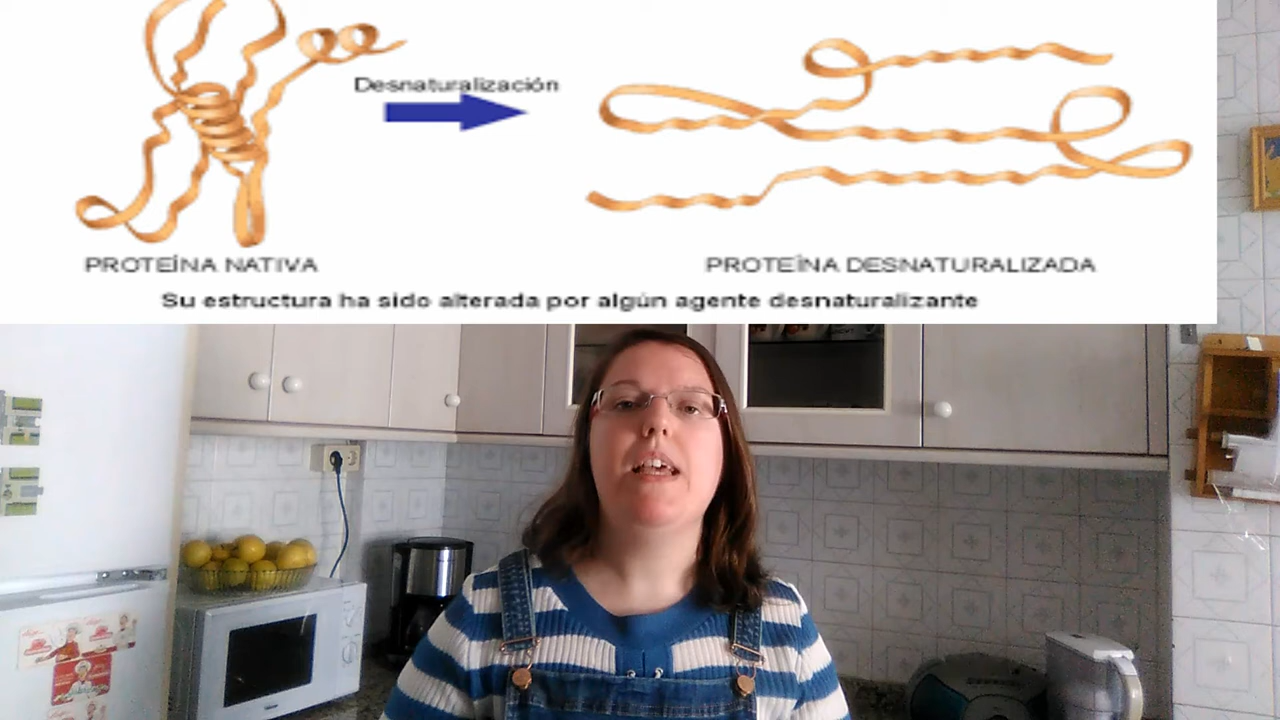 Desnaturalización
PROTEÍNA NATIVA
PROTEÍNA DESNATURALIZADA
Su estructura ha sido alterada por algún agente desnaturalizante